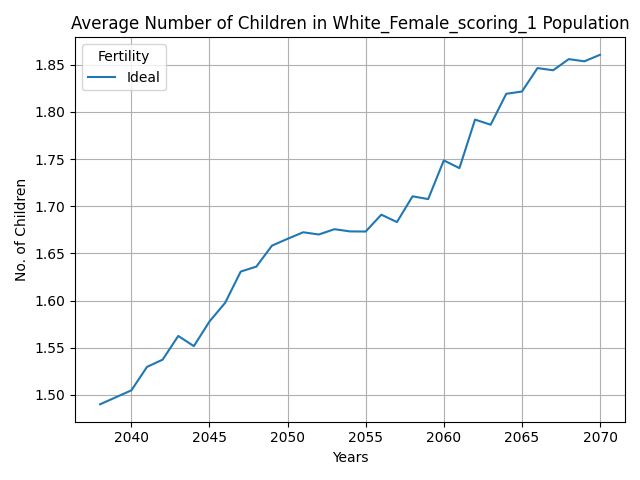 Average Number of Children in White_Female_scoring_1 Population
Fertility
Ideal
No. of Children
1.85
1.80
1.75
1.70
1.65
1.60
1.55
1.50
2040 2045 2050 2055 2060 2065 2070
Years